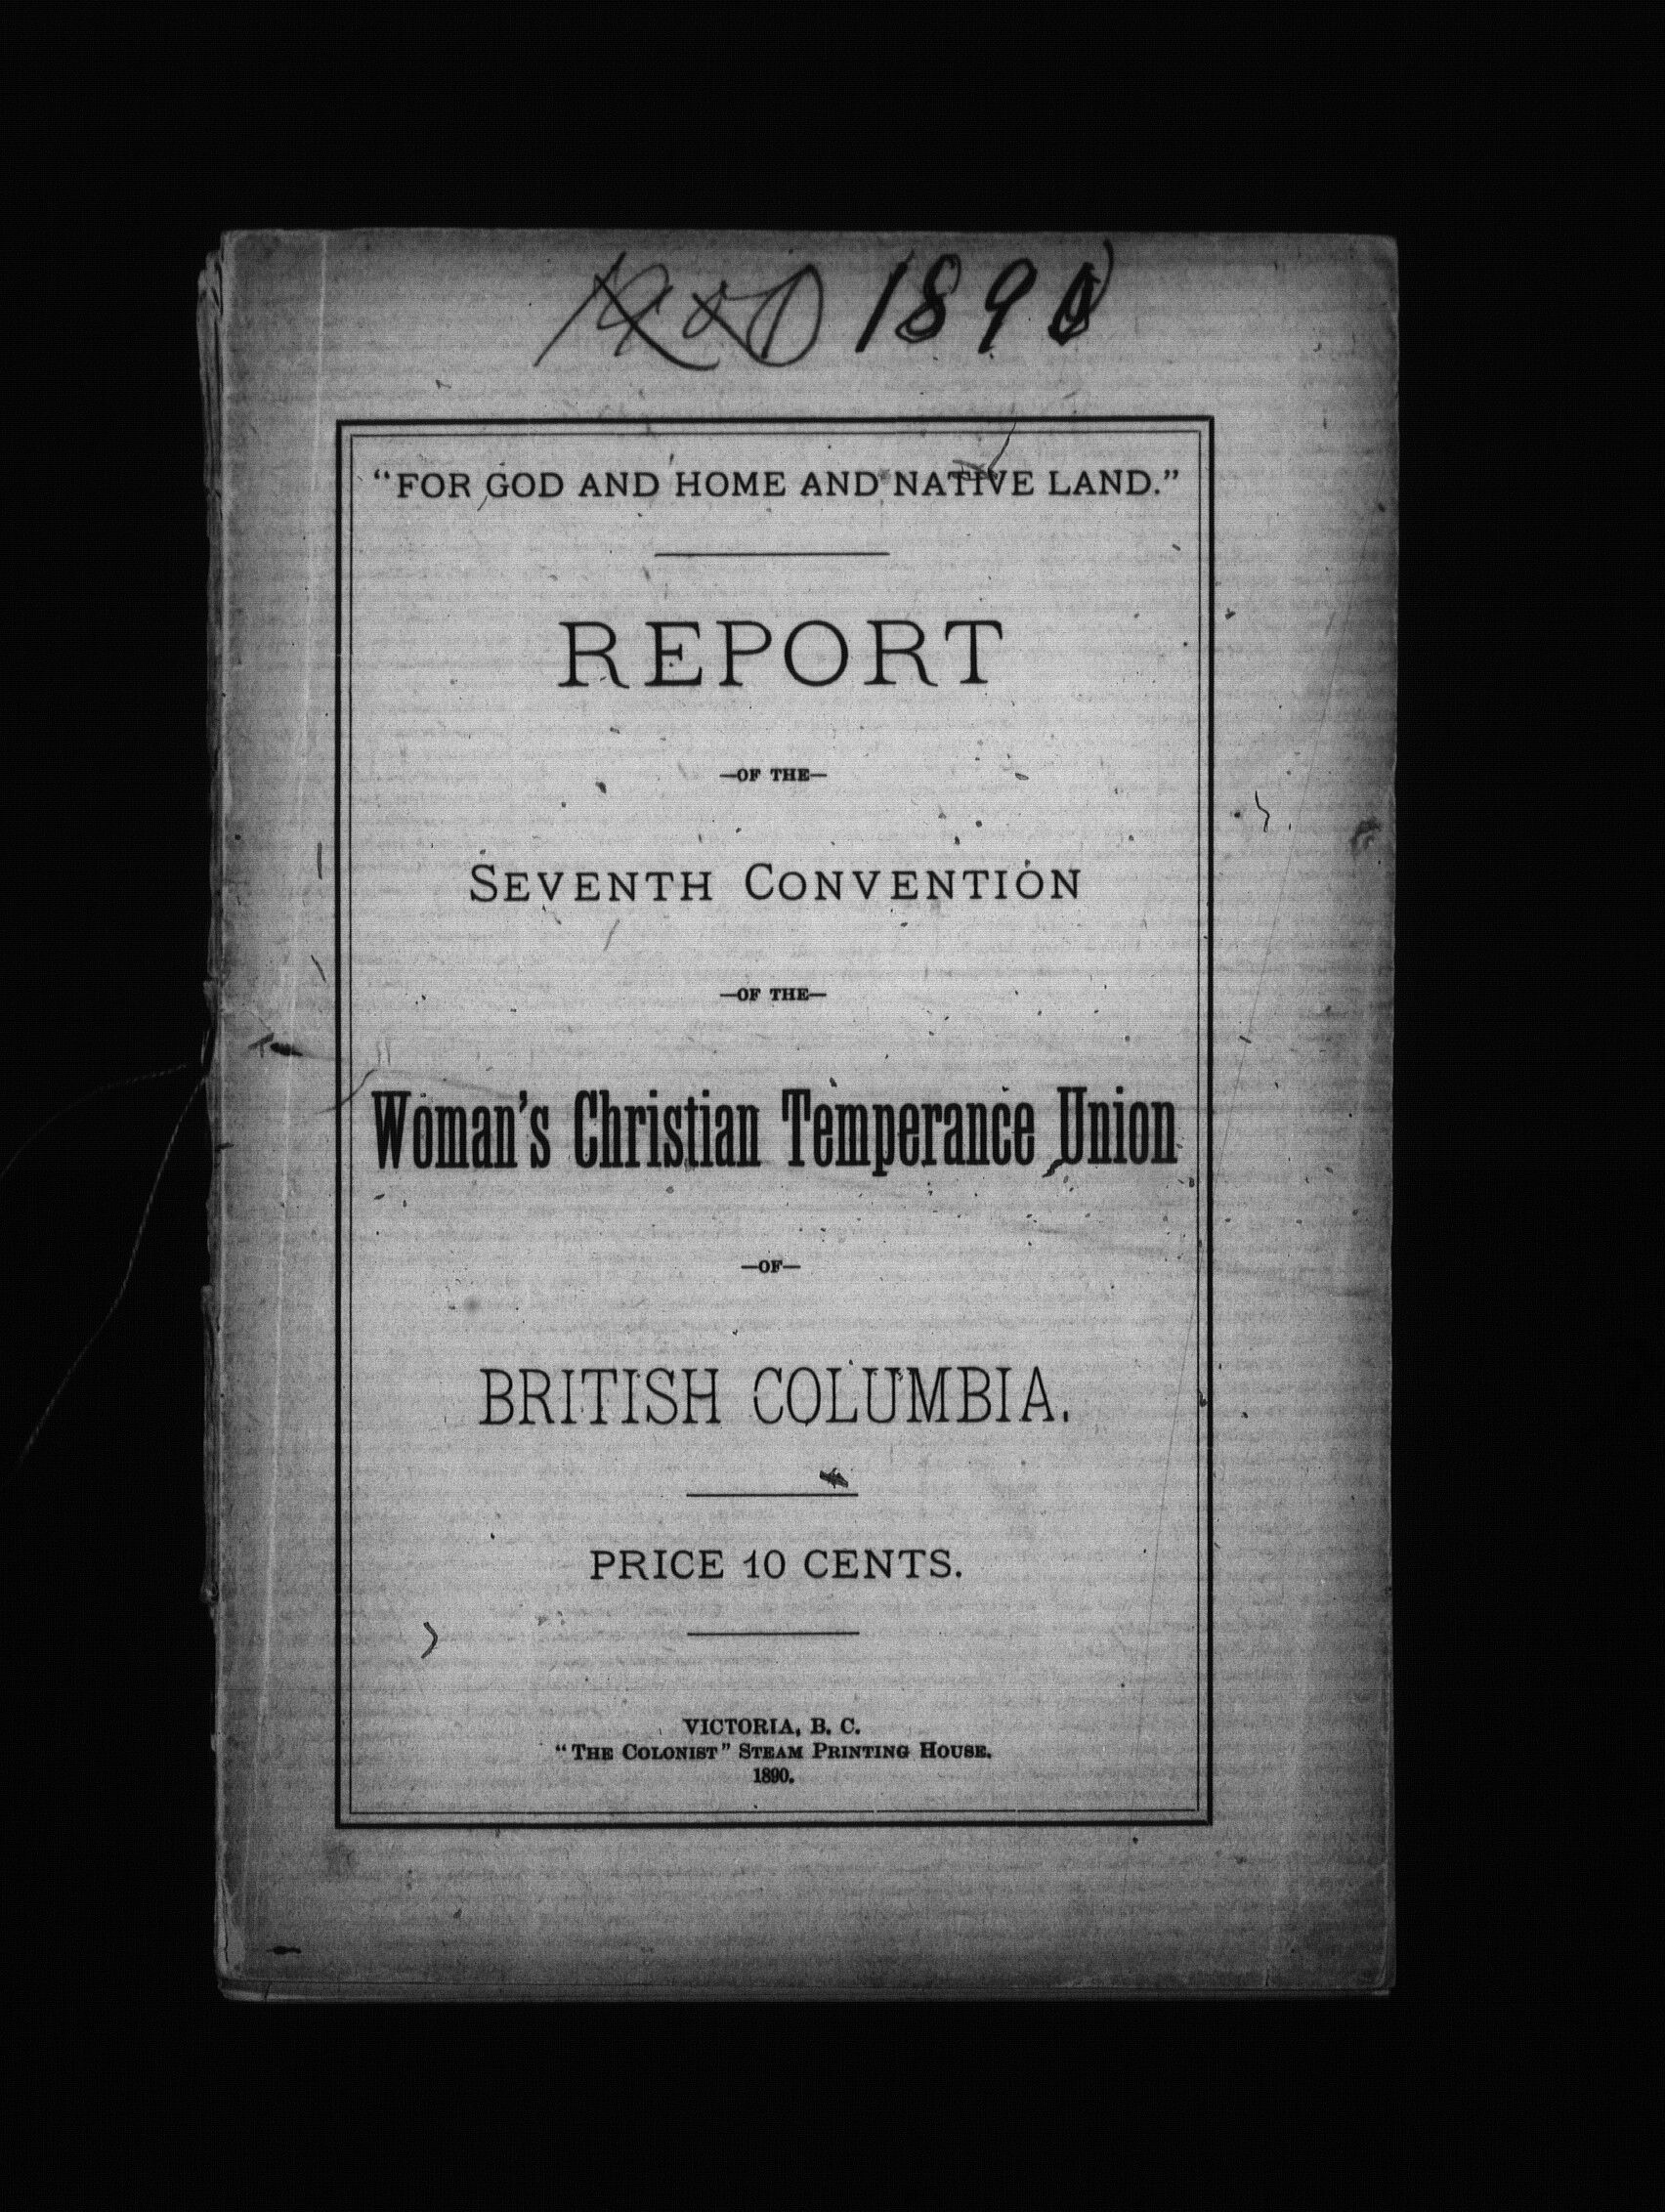 1890
“FOR GOD AND HOME AND NATIVE LAND.”
REPORT
—OF THE—
SEVENTH CONVENTION
—OF THE—
Woman’s Christian Temperance Union
—OF—
BRITISH COLUMBIA.
PRICE 10 CENTS.
VICTORIA, B. C.
“THE COLONIST” STEAM PRINTING HOUSE.
1890.